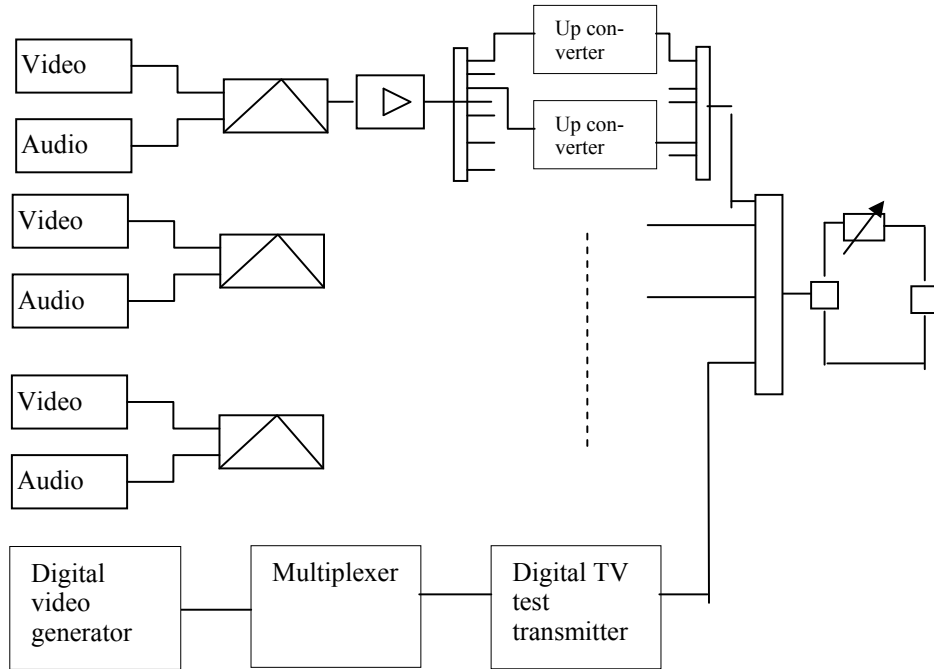 Up con-
verter
Video
Audio
Up con-
verter
Video
Audio
Video
Audio
Digital
video
generator
Multiplexer
Digital TV
test
transmitter